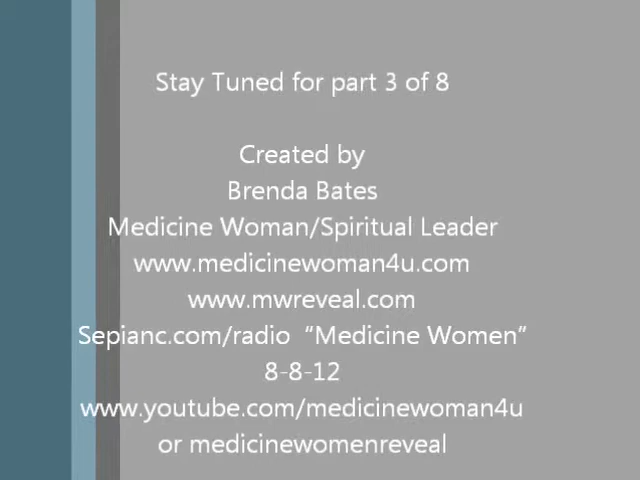 Stay Tuned for part 3 of 8
Created by
Brenda Bates
Medicine Woman/Spiritual Leader
www.medicinewoman4u.com
www.mwreveal.com
Sepianc.com/radio “Medicine Women”
8-8-12
www.youtube.com/medicinewoman4u
or medicinewomenreveal